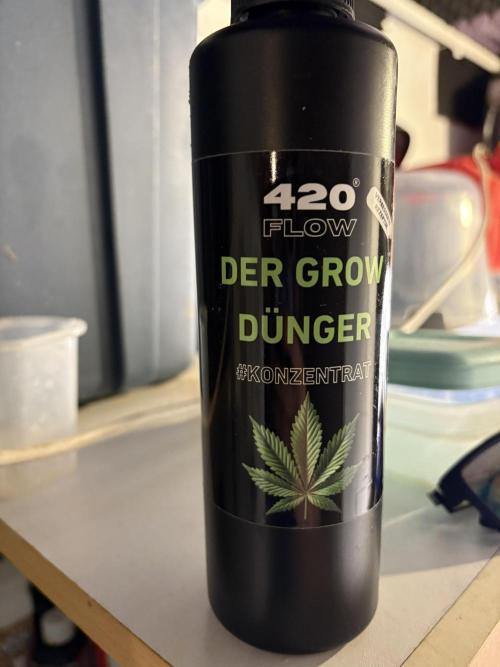 420®
FLOW
DER GROW
DÜNGER
#KONZENTRAT